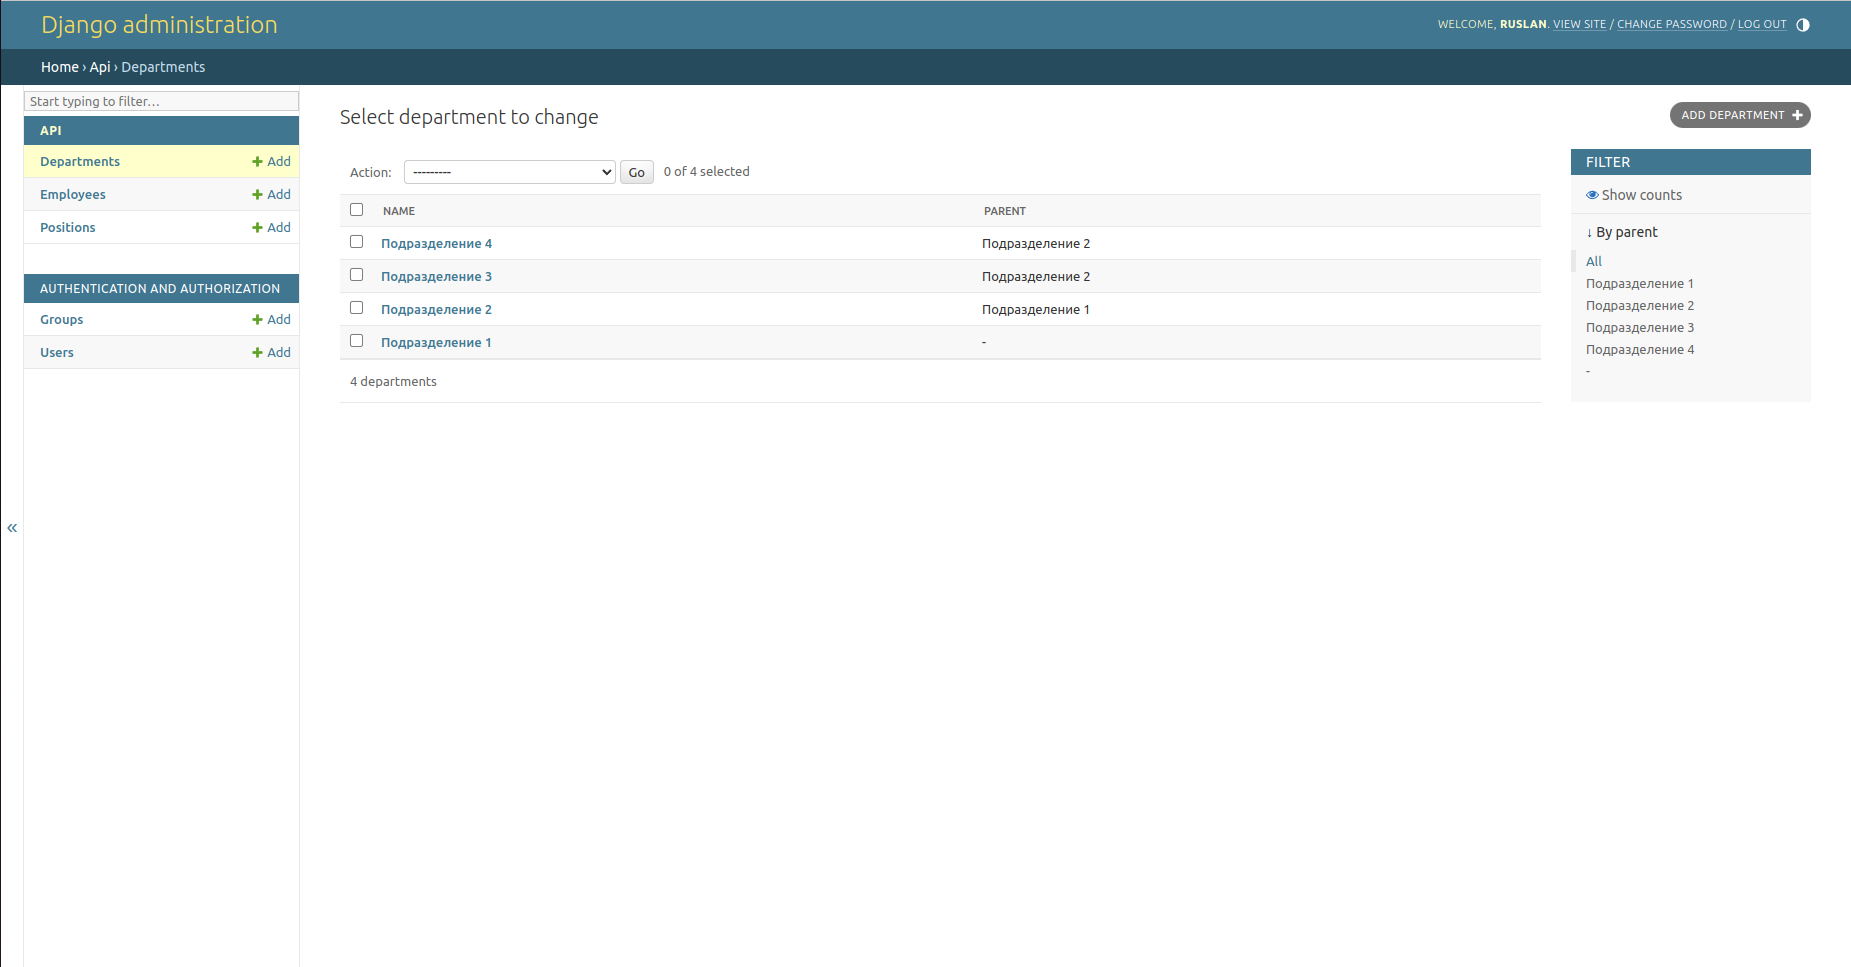 Django administration
WELCOME, RUSLAN. VIEW SITE / CHANGE PASSWORD / LOG OUT
Home › Api › Departments
Start typing to filter…
API
Departments + Add
Employees + Add
Positions + Add
AUTHENTICATION AND AUTHORIZATION
Groups + Add
Users + Add
«
Select department to change
ADD DEPARTMENT +
Action: --------- Go 0 of 4 selected
NAME PARENT
Подразделение 4 Подразделение 2
Подразделение 3 Подразделение 2
Подразделение 2 Подразделение 1
Подразделение 1 -
4 departments
FILTER
Show counts
↓ By parent
All
Подразделение 1
Подразделение 2
Подразделение 3
Подразделение 4
-